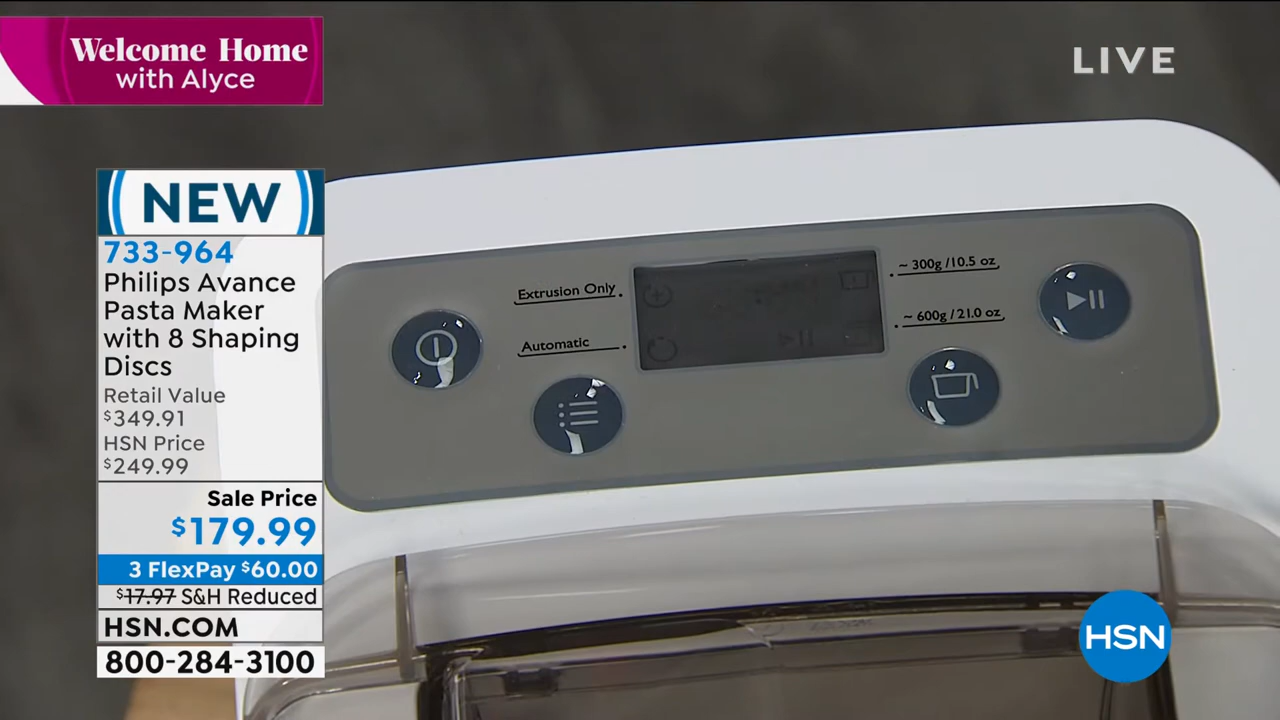 Welcome Home
with Alyce
LIVE
NEW
733-964
Philips Avance
Pasta Maker
with 8 Shaping
Discs
Retail Value
$349.91
HSN Price
$249.99
Sale Price
$179.99
3 FlexPay $60.00
$17.97 S&H Reduced
HSN.COM
800-284-3100
Extrusion Only
Automatic
~ 300g/10.5 oz
~ 600g/21.0 oz
HSN